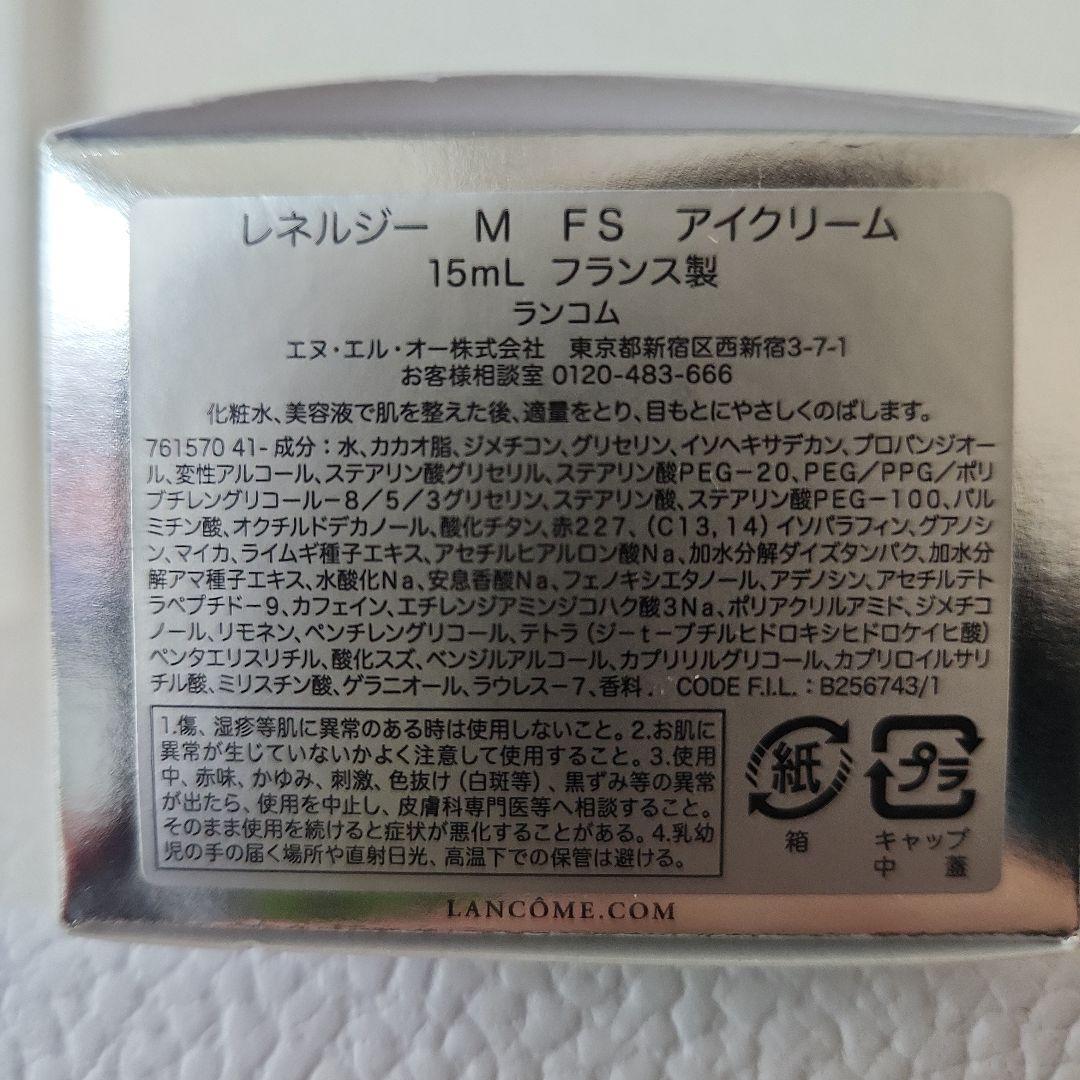 レネルジー M FS アイクリーム
15mL フランス製
ランコム
エヌ・エル・オー株式会社 東京都新宿区西新宿3-7-1
お客様相談室 0120-483-666
化粧水、美容液で肌を整えた後、適量をとり、目もとにやさしくのばします。
761570 41- 成分：水、カカオ脂、ジメチコン、グリセリン、イソヘキサデカン、プロパンジオー
ル、変性アルコール、ステアリン酸グリセリル、ステアリン酸PEG－20、PEG／PPG／ポリ
ブチレングリコール－8／5／3グリセリン、ステアリン酸、ステアリン酸PEG－100、パル
ミチン酸、オクチルドデカノール、酸化チタン、赤227、（C13，14）イソパラフィン、グアノシ
ン、マイカ、ライムギ種子エキス、アセチルヒアルロン酸Na、加水分解ダイズタンパク、加水分
解アマ種子エキス、水酸化Na、安息香酸Na、フェノキシエタノール、アデノシン、アセチルテト
ラペプチド－9、カフェイン、エチレンジアミンジコハク酸3Na、ポリアクリルアミド、ジメチコ
ノール、リモネン、ペンチレングリコール、テトラ（ジーtーブチルヒドロキシヒドロケイヒ酸）
ペンタエリスリチル、酸化スズ、ベンジルアルコール、カプリリルグリコール、カプリロイルサリ
チル酸、ミリスチン酸、ゲラニオール、ラウレス－7、香料． CODE F.I.L.：B256743/1
1.傷、湿疹等肌に異常のある時は使用しないこと。2.お肌に
異常が生じていないかよく注意して使用すること。3.使用
中、赤味、かゆみ、刺激、色抜け（白斑等）、黒ずみ等の異常
が出たら、使用を中止し、皮膚科専門医等へ相談すること。
そのまま使用を続けると症状が悪化することがある。4.乳幼
児の手の届く場所や直射日光、高温下での保管は避ける。
紙
箱
プラ
キャップ
中蓋
LANCÔME.COM